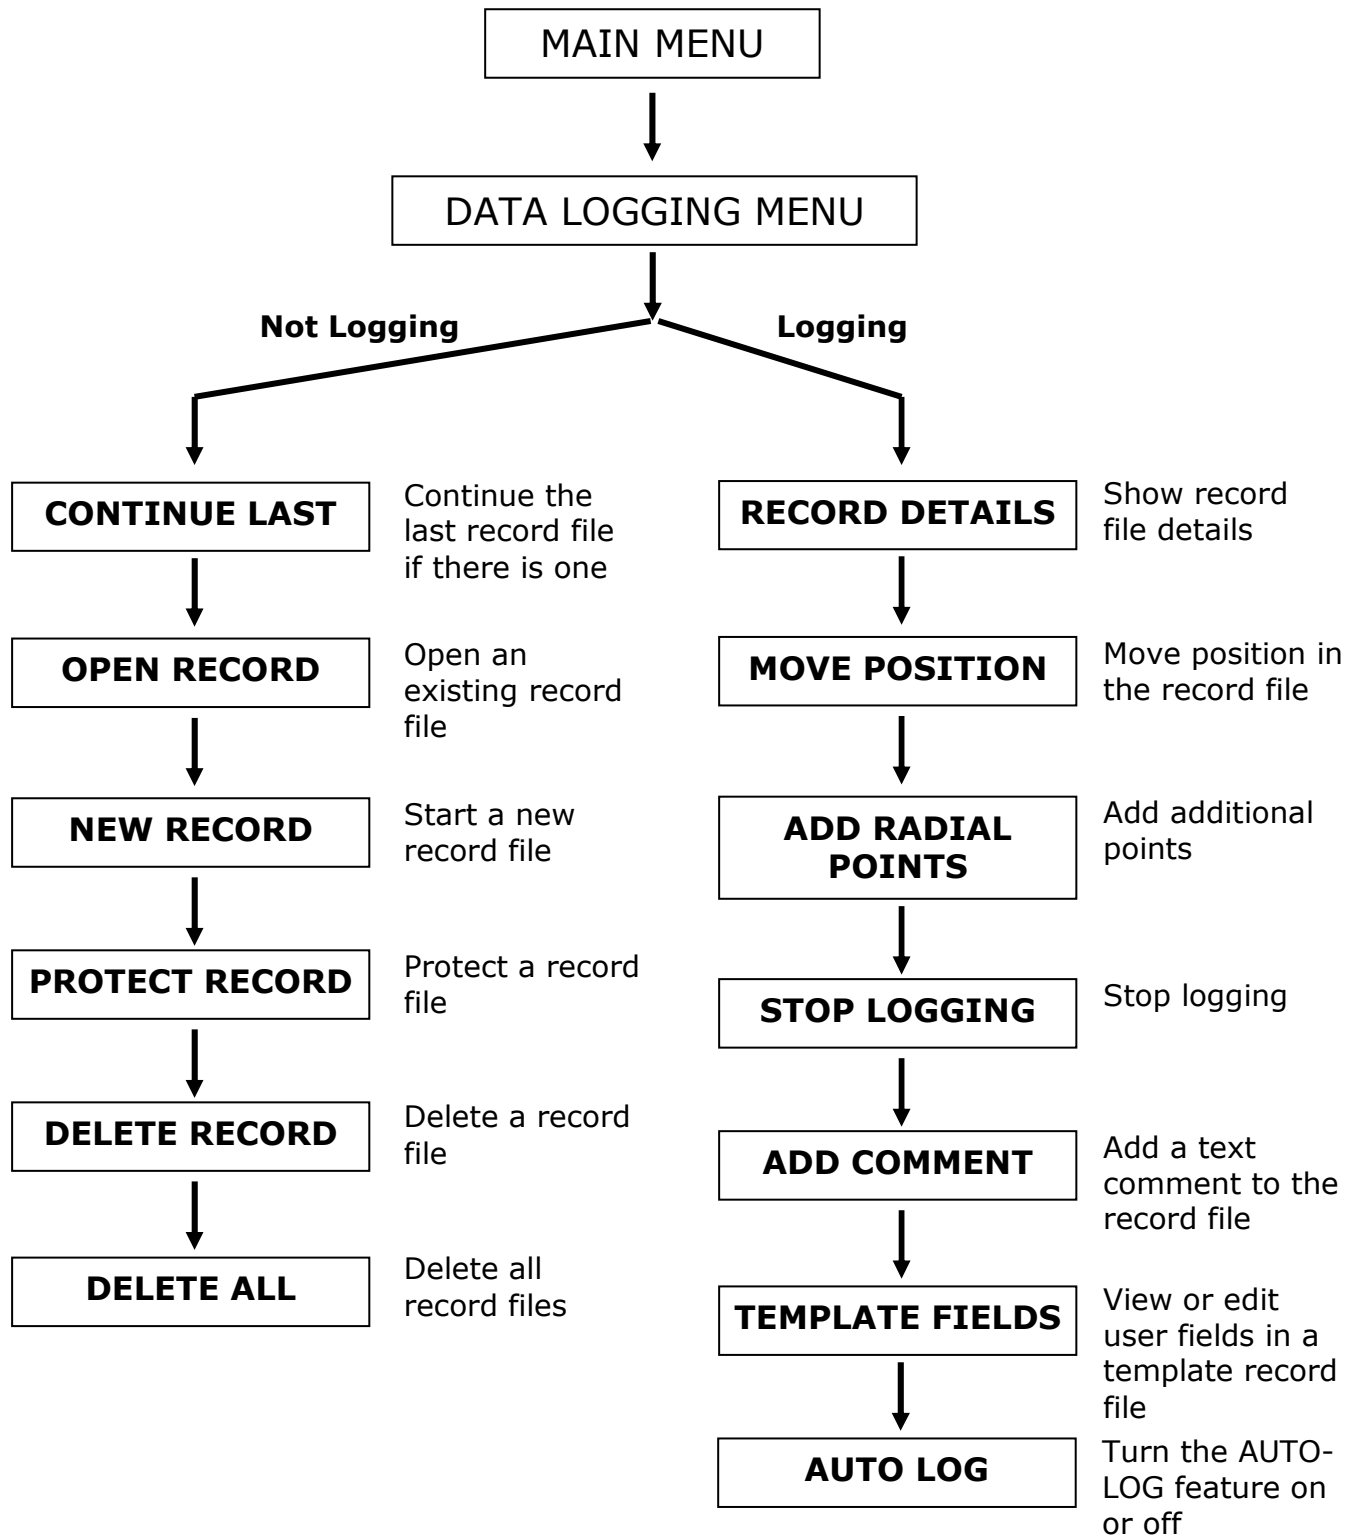 MAIN MENU
DATA LOGGING MENU
Not Logging
Logging
CONTINUE LAST
Continue the
last record file
if there is one
OPEN RECORD
Open an
existing record
file
NEW RECORD
Start a new
record file
PROTECT RECORD
Protect a record
file
DELETE RECORD
Delete a record
file
DELETE ALL
Delete all
record files
RECORD DETAILS
Show record
file details
MOVE POSITION
Move position in
the record file
ADD RADIAL
POINTS
Add additional
points
STOP LOGGING
Stop logging
ADD COMMENT
Add a text
comment to the
record file
TEMPLATE FIELDS
View or edit
user fields in a
template record
file
AUTO LOG
Turn the AUTO-
LOG feature on
or off